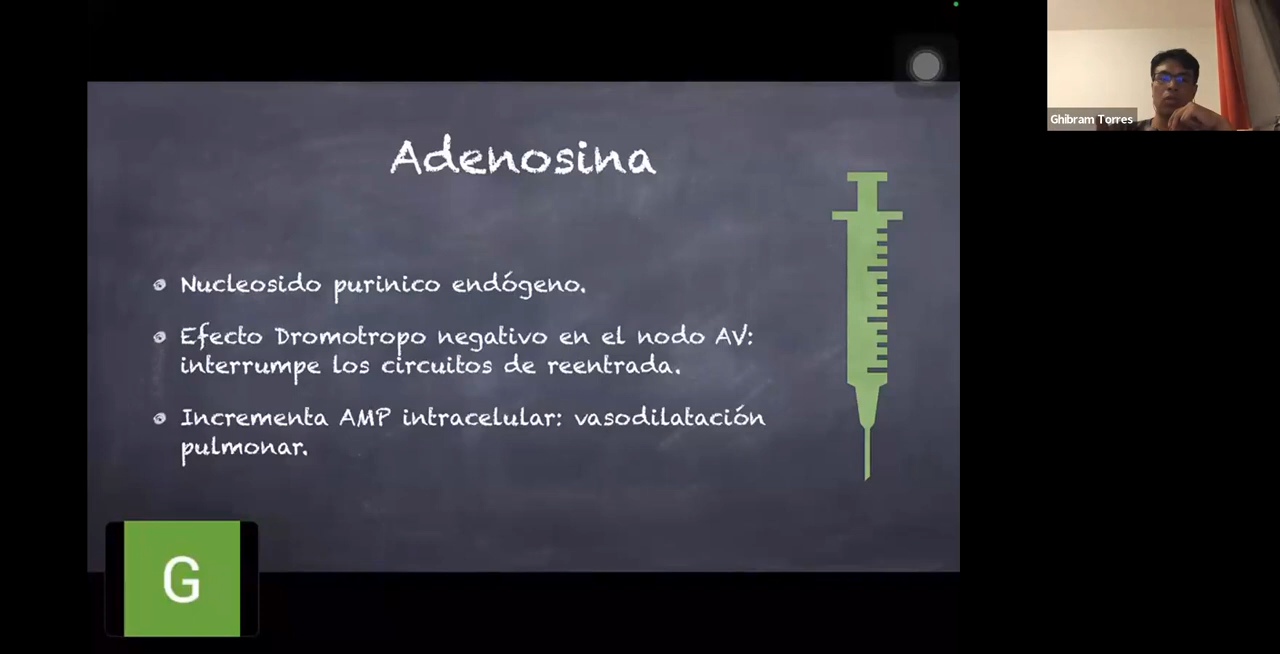 Adenosina
Nucleosido purinico endógeno.
Efecto Dromotropo negativo en el nodo AV:
interrumpe los circuitos de reentrada.
Incrementa AMP intracelular: vasodilatación
pulmonar.
G
Ghibram Torres